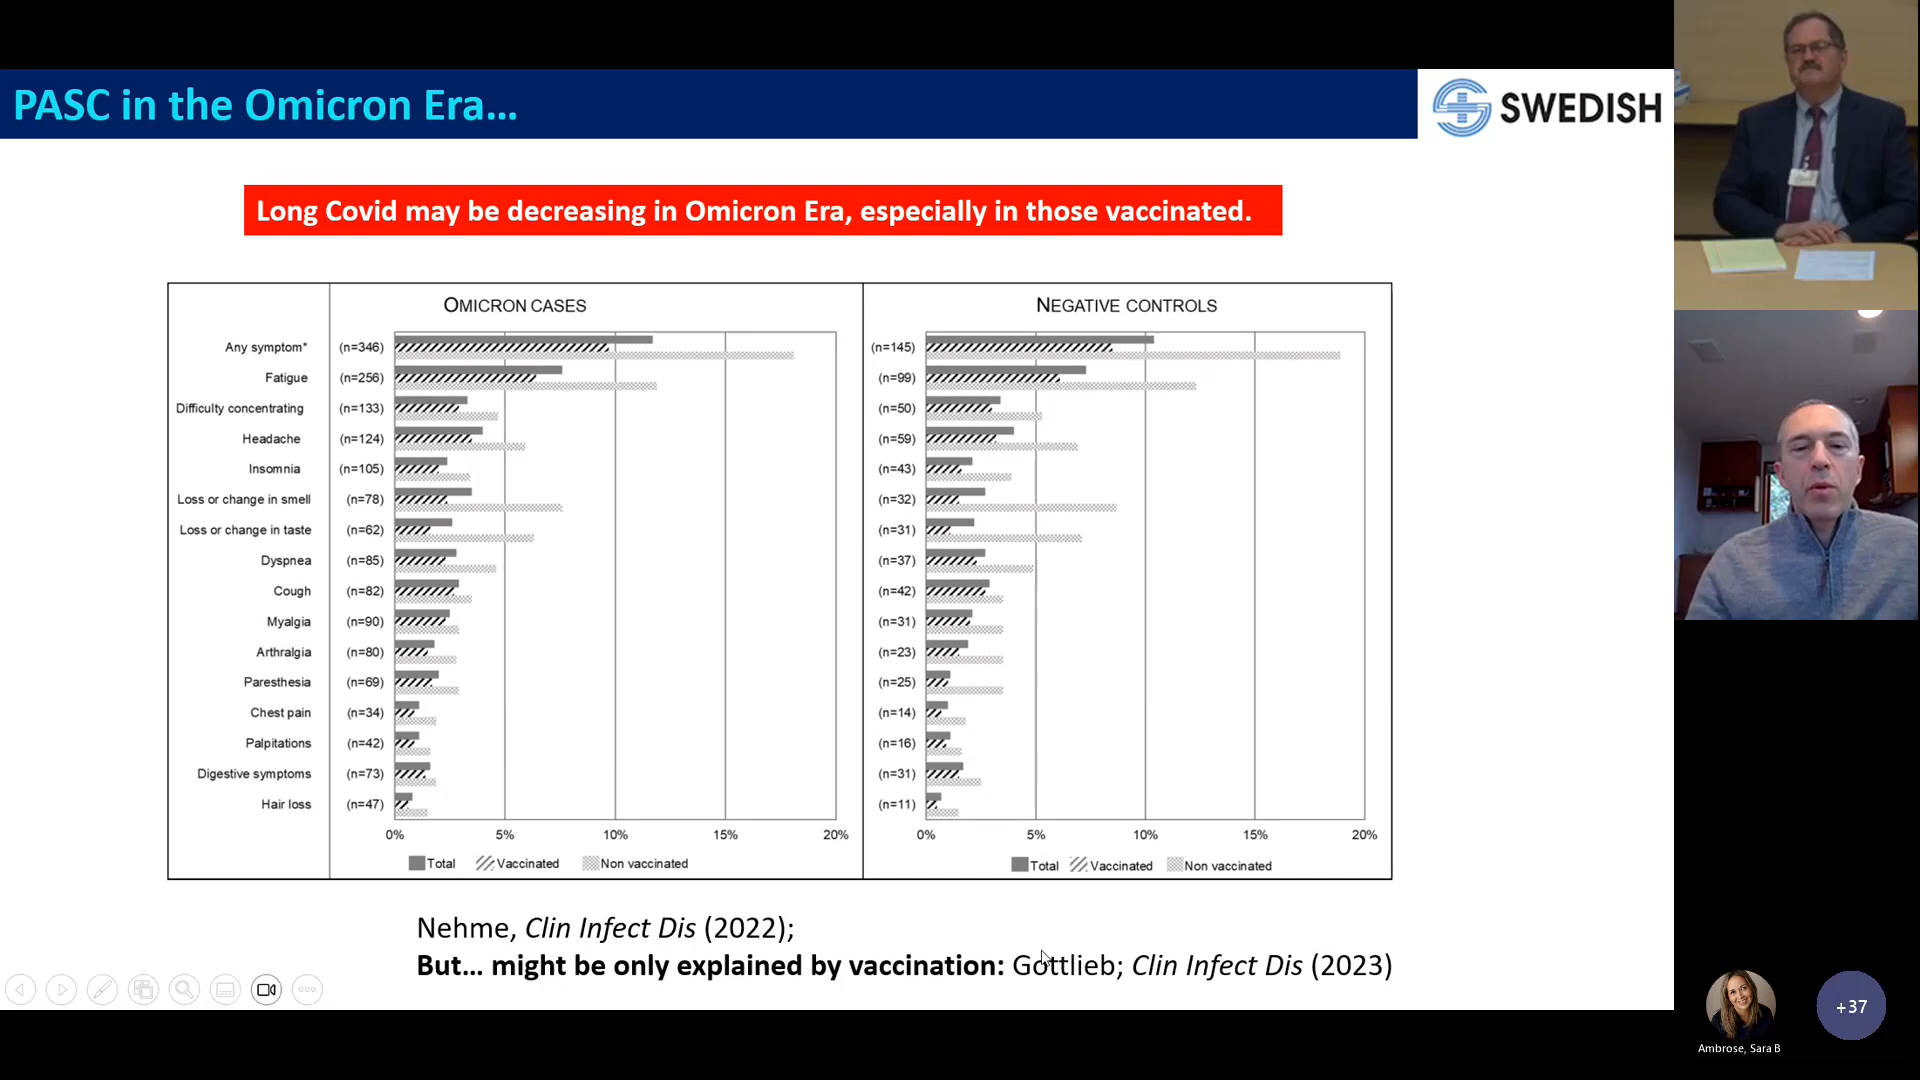 PASC in the Omicron Era...
SWEDISH
Long Covid may be decreasing in Omicron Era, especially in those vaccinated.
OMICRON CASES
NEGATIVE CONTROLS
Any symptom* (n=346) (n=145)
Fatigue (n=256) (n=99)
Difficulty concentrating (n=133) (n=50)
Headache (n=124) (n=59)
Insomnia (n=105) (n=43)
Loss or change in smell (n=78) (n=32)
Loss or change in taste (n=62) (n=31)
Dyspnea (n=85) (n=37)
Cough (n=82) (n=42)
Myalgia (n=90) (n=31)
Arthralgia (n=80) (n=23)
Paresthesia (n=69) (n=25)
Chest pain (n=34) (n=14)
Palpitations (n=42) (n=16)
Digestive symptoms (n=73) (n=31)
Hair loss (n=47) (n=11)
0% 5% 10% 15% 20% 0% 5% 10% 15% 20%
Total Vaccinated Non vaccinated Total Vaccinated Non vaccinated
Nehme, Clin Infect Dis (2022);
But... might be only explained by vaccination: Gottlieb; Clin Infect Dis (2023)
+37
Ambrose, Sara B